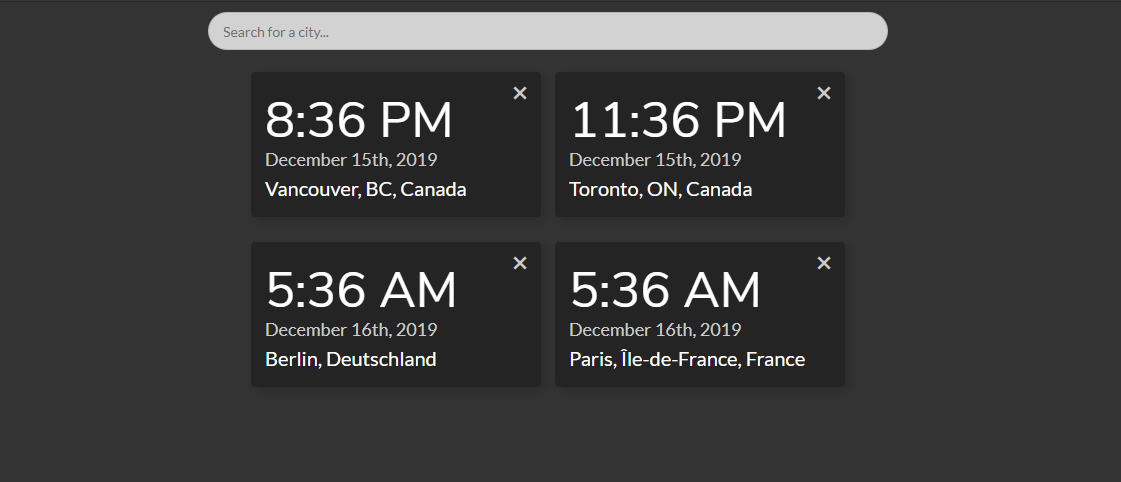 Search for a city...
8:36 PM
December 15th, 2019
Vancouver, BC, Canada
11:36 PM
December 15th, 2019
Toronto, ON, Canada
5:36 AM
December 16th, 2019
Berlin, Deutschland
5:36 AM
December 16th, 2019
Paris, Île-de-France, France